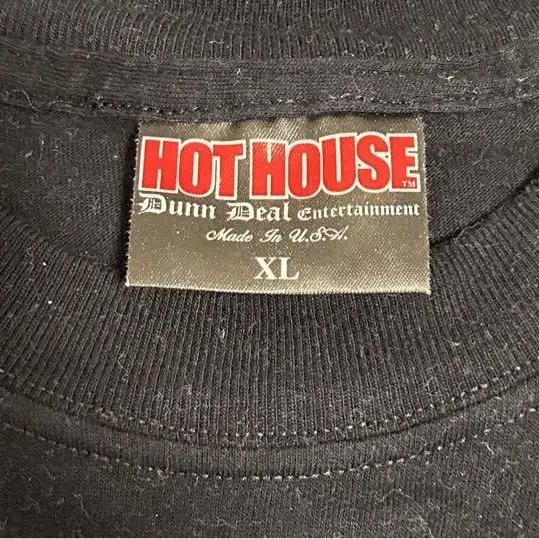 HOT HOUSE™
Dunn Deal Entertainment
Made In U.S.A.
XL